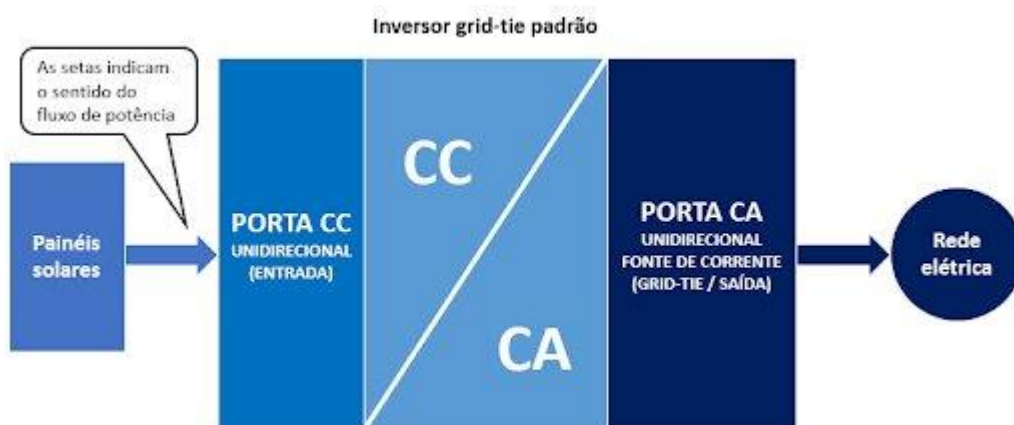 Inversor grid-tie padrão
As setas indicam
o sentido do
fluxo de potência
Painéis
solares
PORTA CC
UNIDIRECIONAL
(ENTRADA)
CC
CA
PORTA CA
UNIDIRECIONAL
FONTE DE CORRENTE
(GRID-TIE / SAÍDA)
Rede
elétrica